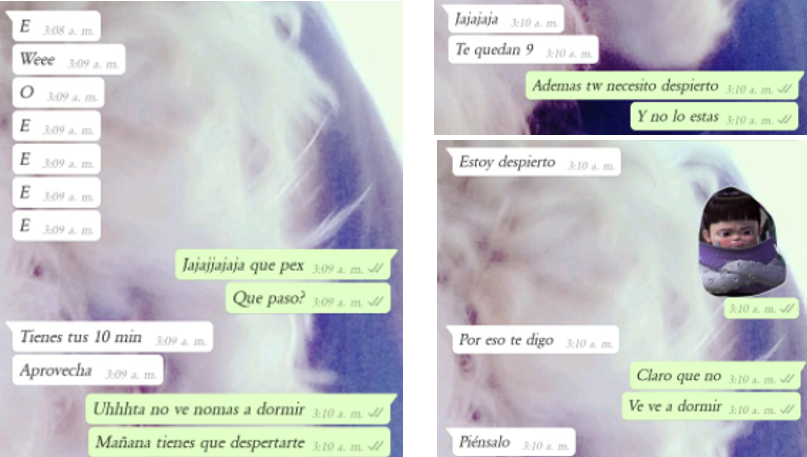 E 3:08 a. m.
Weee 3:09 a. m.
O 3:09 a. m.
E 3:09 a. m.
E 3:09 a. m.
E 3:09 a. m.
E 3:09 a. m.
Jajajjajaja que pex 3:09 a. m.
Que paso? 3:09 a. m.
Tienes tus 10 min 3:09 a. m.
Aprovecha 3:09 a. m.
Uhhhta no ve nomas a dormir 3:10 a. m.
Mañana tienes que despertarte 3:10 a. m.
Jajajaja 3:10 a. m.
Te quedan 9 3:10 a. m.
Ademas tw necesito despierto 3:10 a. m.
Y no lo estas 3:10 a. m.
Estoy despierto 3:10 a. m.
3:10 a. m.
Por eso te digo 3:10 a. m.
Claro que no 3:10 a. m.
Ve ve a dormir 3:10 a. m.
Piénsalo 3:10 a. m.